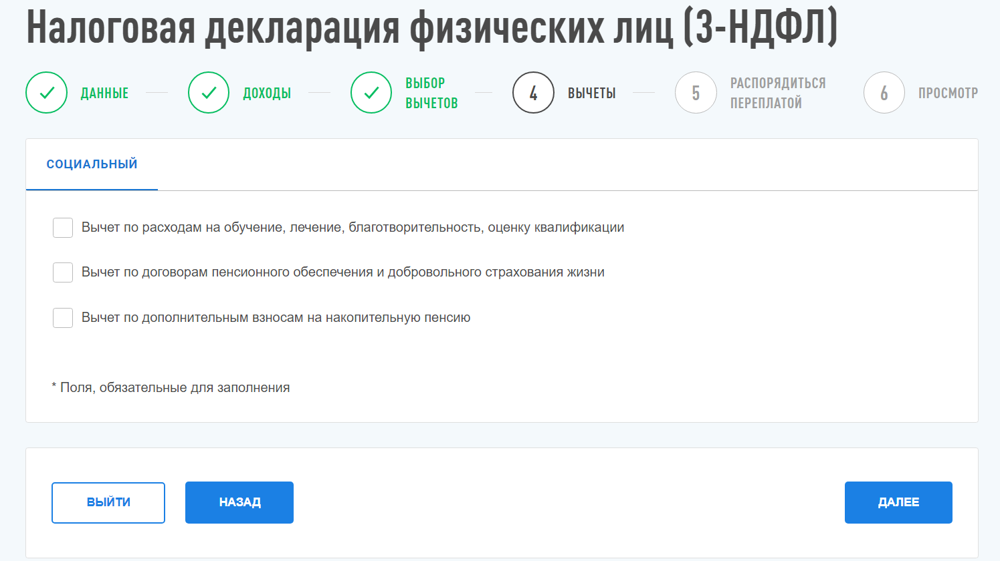 Налоговая декларация физических лиц (3-НДФЛ)
ДАННЫЕ
ДОХОДЫ
ВЫБОР
ВЫЧЕТОВ
4 ВЫЧЕТЫ
5 РАСПОРЯДИТЬСЯ
ПЕРЕПЛАТОЙ
6 ПРОСМОТР
СОЦИАЛЬНЫЙ
Вычет по расходам на обучение, лечение, благотворительность, оценку квалификации
Вычет по договорам пенсионного обеспечения и добровольного страхования жизни
Вычет по дополнительным взносам на накопительную пенсию
* Поля, обязательные для заполнения
ВЫЙТИ
НАЗАД
ДАЛЕЕ